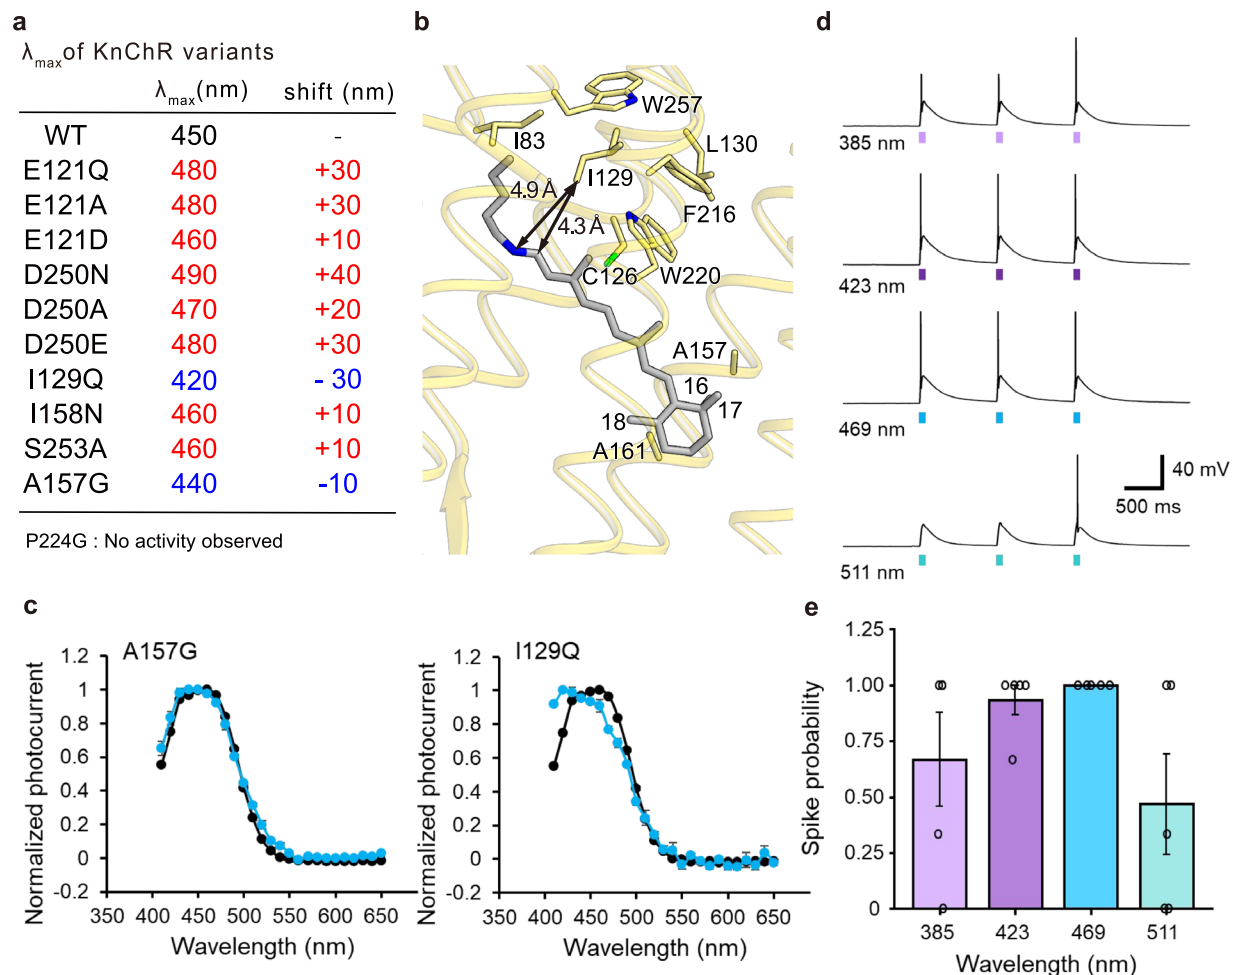 a
λmax of KnChR variants
λmax(nm) shift (nm)
WT 450 -
E121Q 480 +30
E121A 480 +30
E121D 460 +10
D250N 490 +40
D250A 470 +20
D250E 480 +30
I129Q 420 - 30
I158N 460 +10
S253A 460 +10
A157G 440 -10
P224G : No activity observed
b
W257
I83
L130
I129
4.9 Å
4.3 Å
F216
C126
W220
A157
16
17
18
A161
d
385 nm
423 nm
469 nm
40 mV
500 ms
511 nm
c
A157G
Normalized photocurrent
1.2
1
0.8
0.6
0.4
0.2
0
-0.2
350 400 450 500 550 600 650
Wavelength (nm)
I129Q
Normalized photocurrent
1.2
1
0.8
0.6
0.4
0.2
0
-0.2
350 400 450 500 550 600 650
Wavelength (nm)
e
Spike probability
1.25
1.00
0.75
0.50
0.25
0
385 423 469 511
Wavelength (nm)